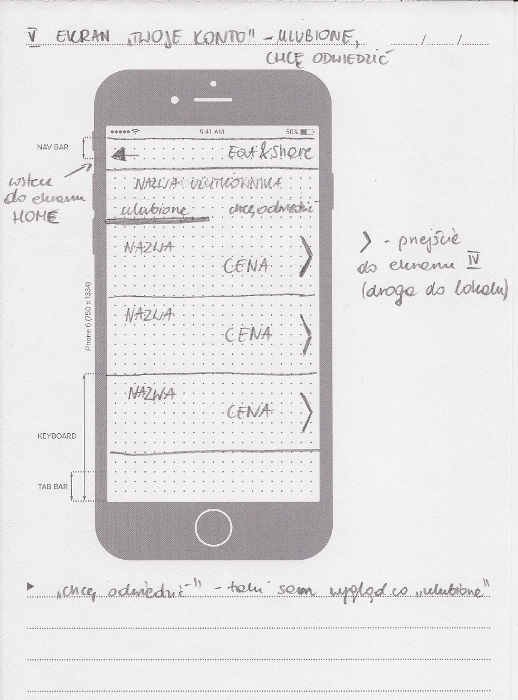 V EKRAN „TWOJE KONTO" - ULUBIONE,
CHCĘ ODWIEDZIĆ
/ /
9:41 AM 50%
NAV BAR
Eat&Share
wstecz
do ekranu
HOME
NAZWA UŻYTKOWNIKA
ulubione chcę odwiedzić
NAZWA
CENA
NAZWA
CENA
NAZWA
CENA
> - przejście
do ekranu IV
(droga do lokalu)
iPhone 6 (750 x 1334)
KEYBOARD
TAB BAR
„chcę odwiedzić" - taki sam wygląd co „ulubione"